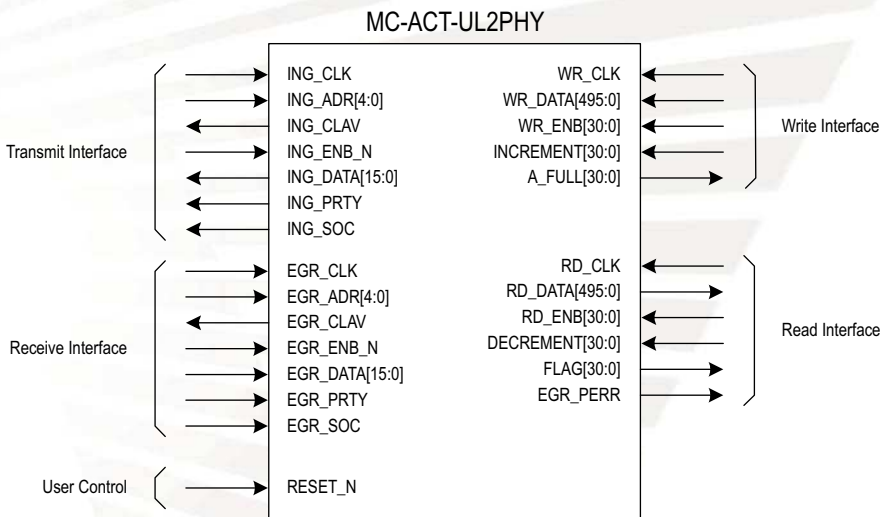 MC-ACT-UL2PHY
Transmit Interface
ING_CLK
ING_ADR[4:0]
ING_CLAV
ING_ENB_N
ING_DATA[15:0]
ING_PRTY
ING_SOC
Receive Interface
EGR_CLK
EGR_ADR[4:0]
EGR_CLAV
EGR_ENB_N
EGR_DATA[15:0]
EGR_PRTY
EGR_SOC
User Control
RESET_N
WR_CLK
WR_DATA[495:0]
WR_ENB[30:0]
INCREMENT[30:0]
A_FULL[30:0]
Write Interface
RD_CLK
RD_DATA[495:0]
RD_ENB[30:0]
DECREMENT[30:0]
FLAG[30:0]
EGR_PERR
Read Interface